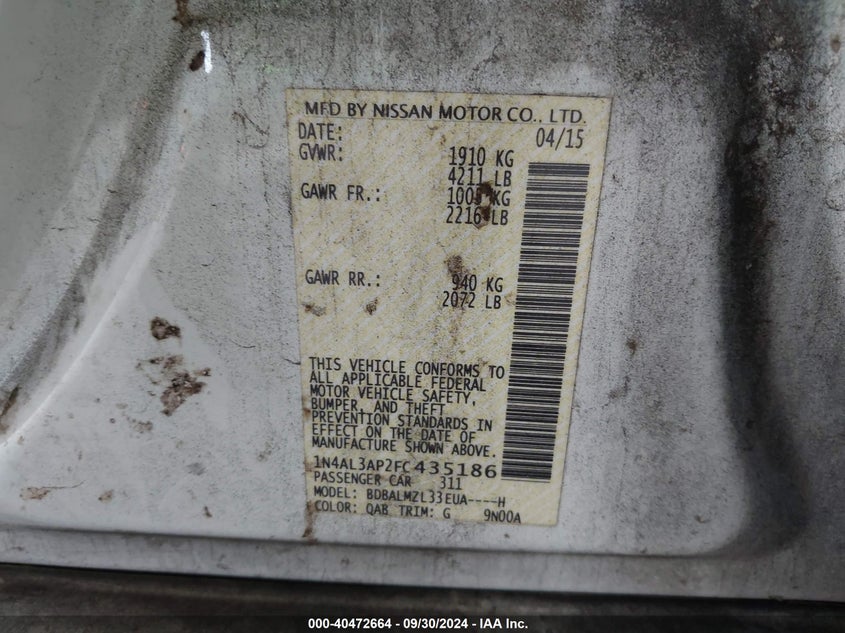 MFD BY NISSAN MOTOR CO., LTD.
DATE: 04/15
GVWR: 1910 KG
4211 LB
GAWR FR.: 1005 KG
2216 LB
GAWR RR.: 940 KG
2072 LB
THIS VEHICLE CONFORMS TO
ALL APPLICABLE FEDERAL
MOTOR VEHICLE SAFETY,
BUMPER, AND THEFT
PREVENTION STANDARDS IN
EFFECT ON THE DATE OF
MANUFACTURE SHOWN ABOVE.
1N4AL3AP2FC435186
PASSENGER CAR 311
MODEL: BDBALMZL33EUA----H
COLOR: QAB TRIM: G 9N00A
000-40472664 / 09/30/2024 - IAA Inc.